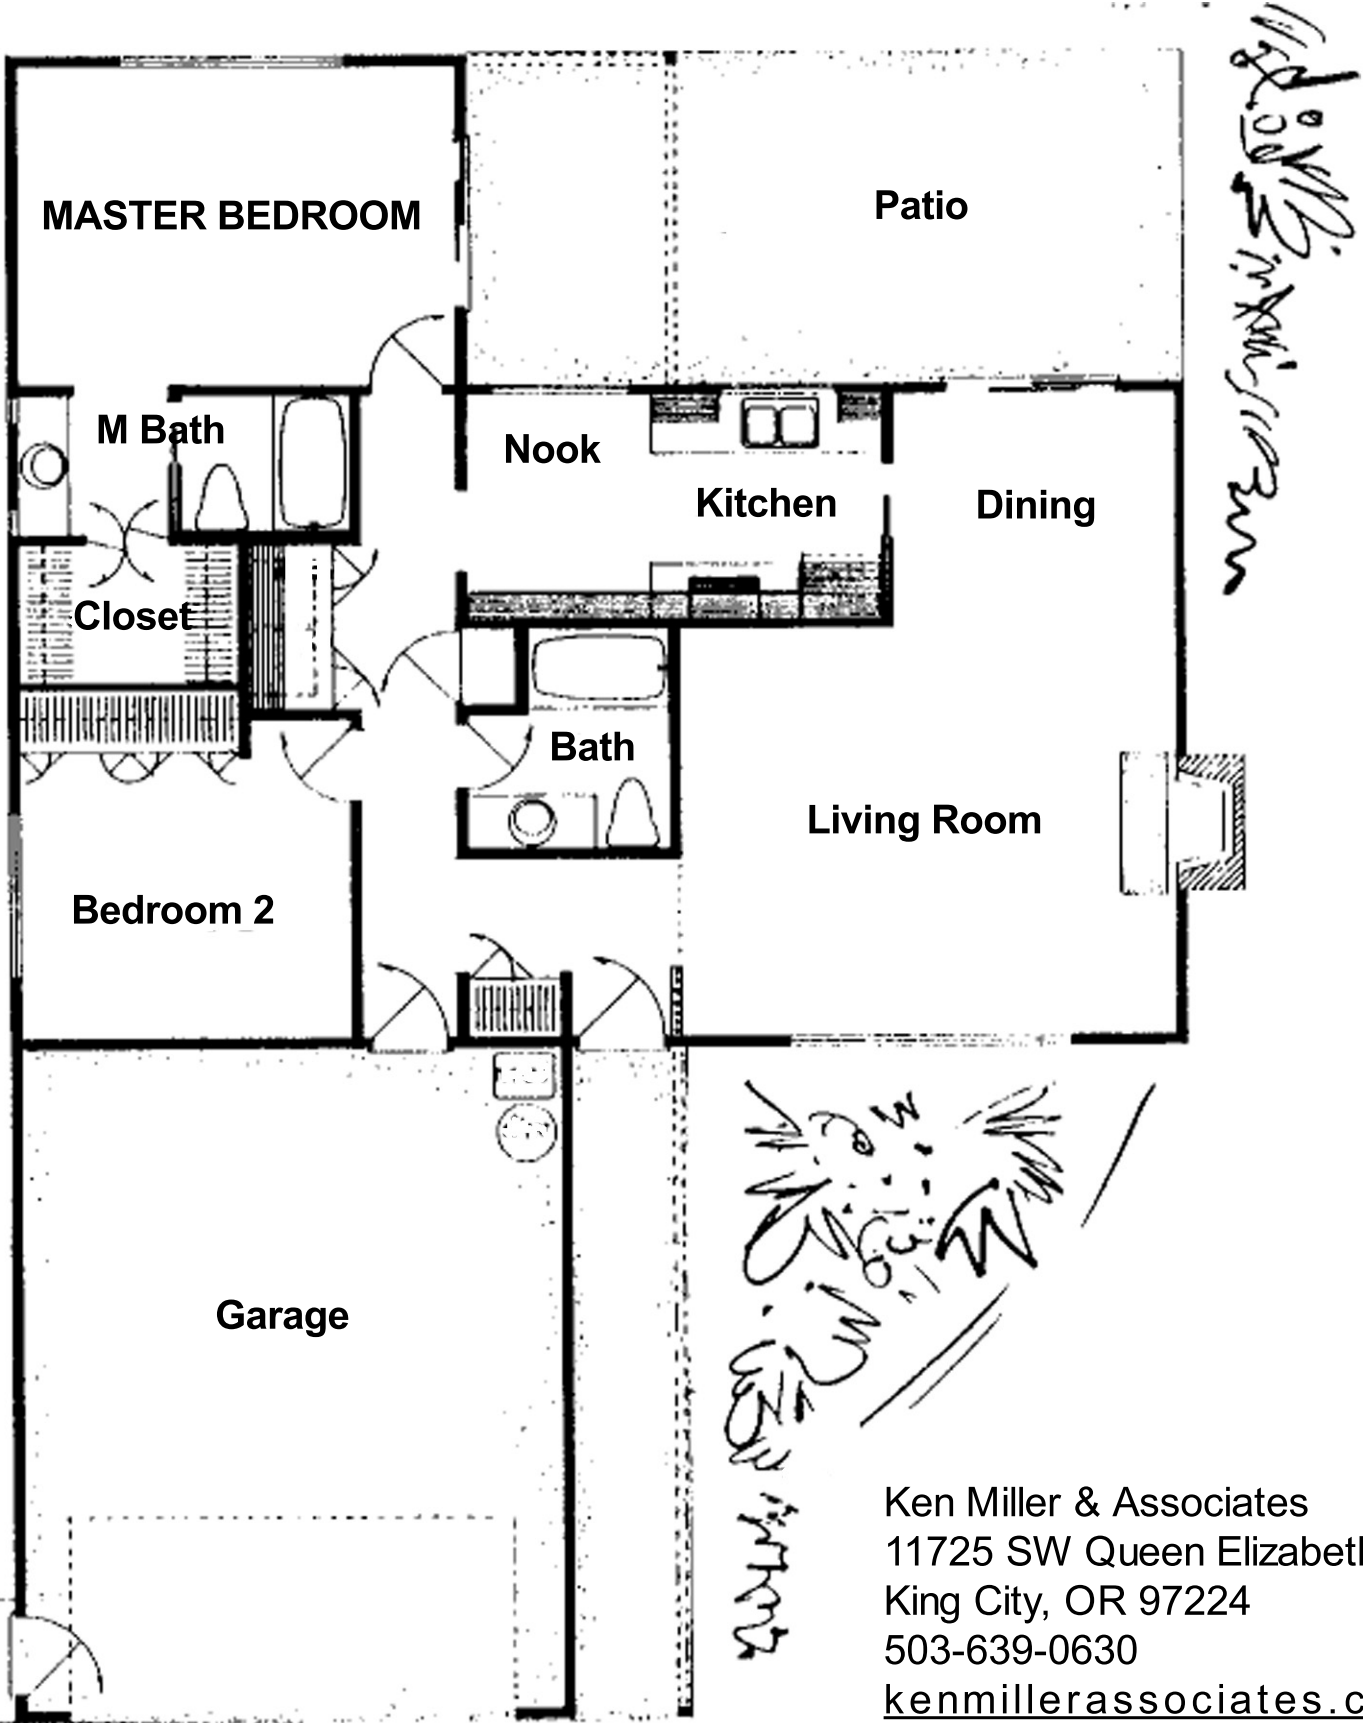 MASTER BEDROOM
Patio
M Bath
Nook
Kitchen
Dining
Closet
Bath
Living Room
Bedroom 2
Garage
Ken Miller & Associates
11725 SW Queen Elizabeth
King City, OR 97224
503-639-0630
kenmillerassociates.c